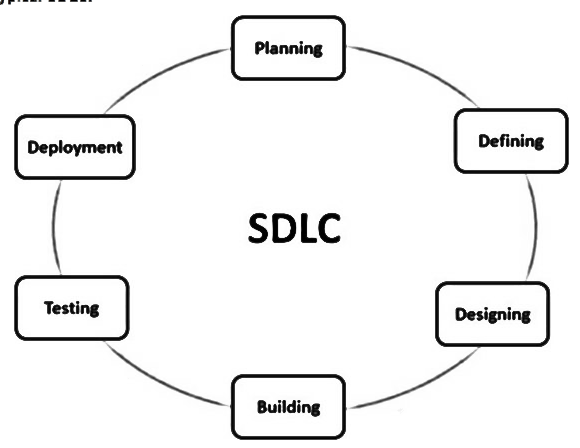 Planning
Defining
Deployment
SDLC
Testing
Designing
Building